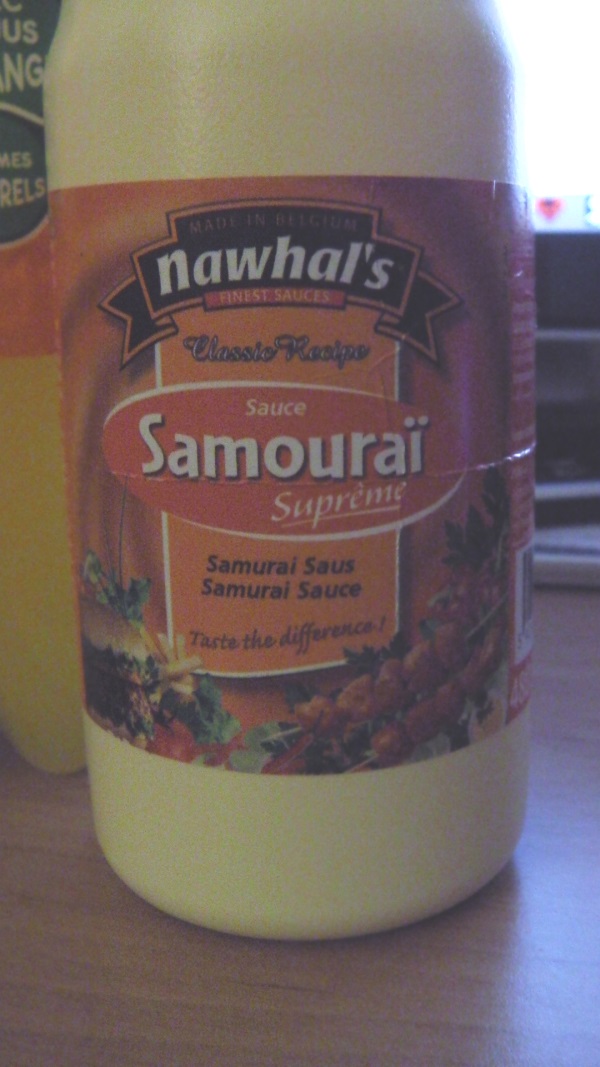 MADE IN BELGIUM
nawhal's
FINEST SAUCES
Classic Recipe
Sauce
Samouraï
Suprême
Samurai Saus
Samurai Sauce
Taste the difference !